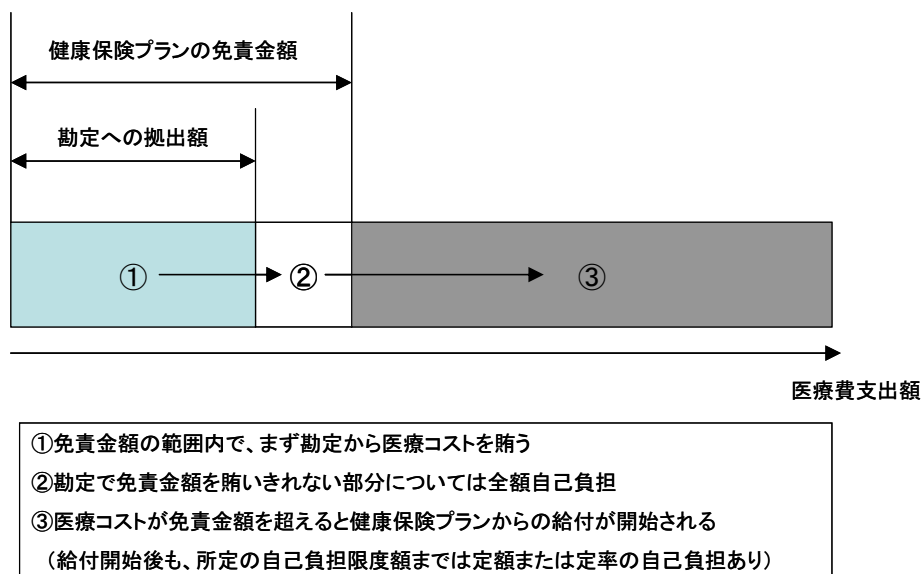 健康保険プランの免責金額
勘定への拠出額
① ② ③
医療費支出額
①免責金額の範囲内で、まず勘定から医療コストを賄う
②勘定で免責金額を賄いきれない部分については全額自己負担
③医療コストが免責金額を超えると健康保険プランからの給付が開始される
（給付開始後も、所定の自己負担限度額までは定額または定率の自己負担あり）